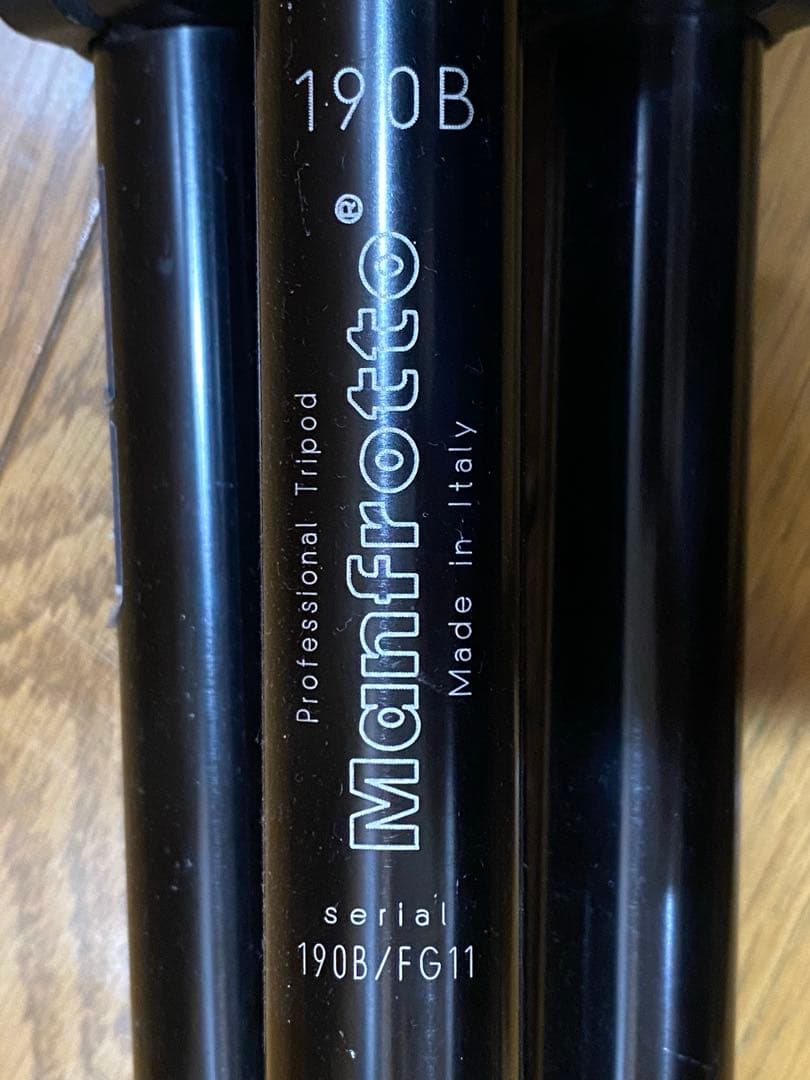 190B
Professional Tripod
Manfrotto®
Made in Italy
serial
190B/FG11